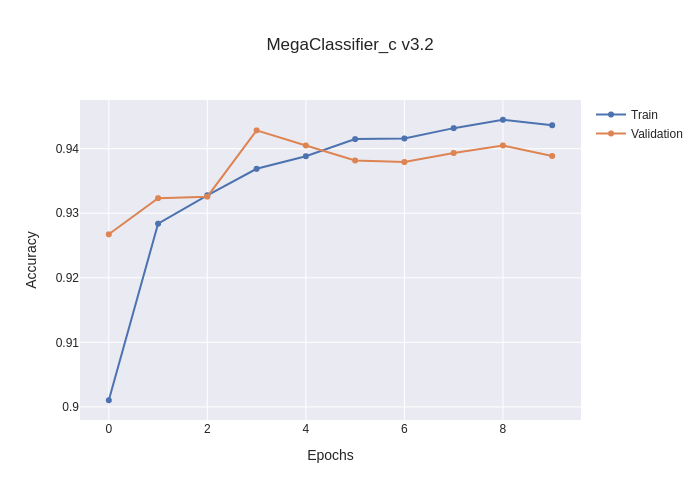 MegaClassifier_c v3.2
Train
Validation
Accuracy
0.94
0.93
0.92
0.91
0.9
0 2 4 6 8
Epochs